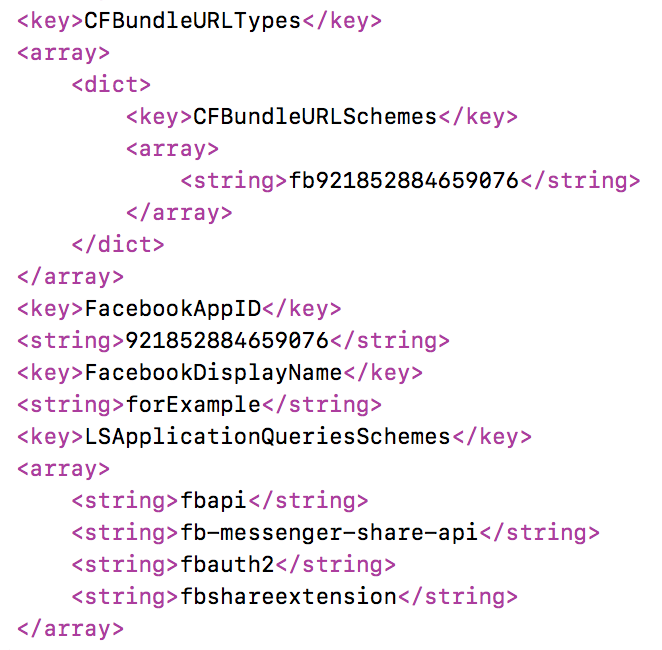 <key>CFBundleURLTypes</key>
<array>
    <dict>
        <key>CFBundleURLSchemes</key>
        <array>
            <string>fb921852884659076</string>
        </array>
    </dict>
</array>
<key>FacebookAppID</key>
<string>921852884659076</string>
<key>FacebookDisplayName</key>
<string>forExample</string>
<key>LSApplicationQueriesSchemes</key>
<array>
    <string>fbapi</string>
    <string>fb-messenger-share-api</string>
    <string>fbauth2</string>
    <string>fbshareextension</string>
</array>